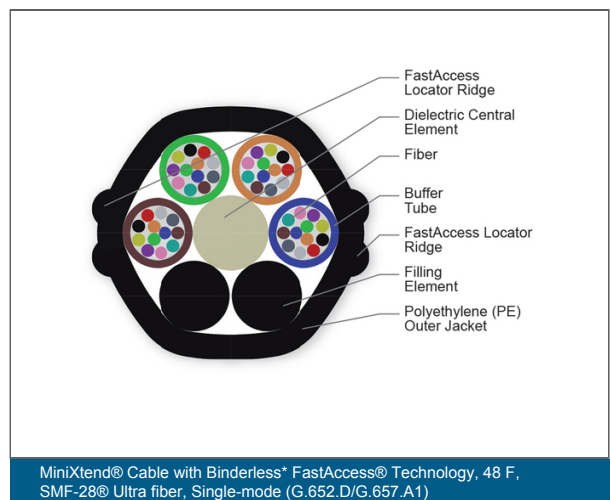 FastAccess
Locator Ridge
Dielectric Central
Element
Fiber
Buffer
Tube
FastAccess Locator
Ridge
Filling
Element
Polyethylene (PE)
Outer Jacket
MiniXtend® Cable with Binderless* FastAccess® Technology, 48 F,
SMF-28® Ultra fiber, Single-mode (G.652.D/G.657.A1)